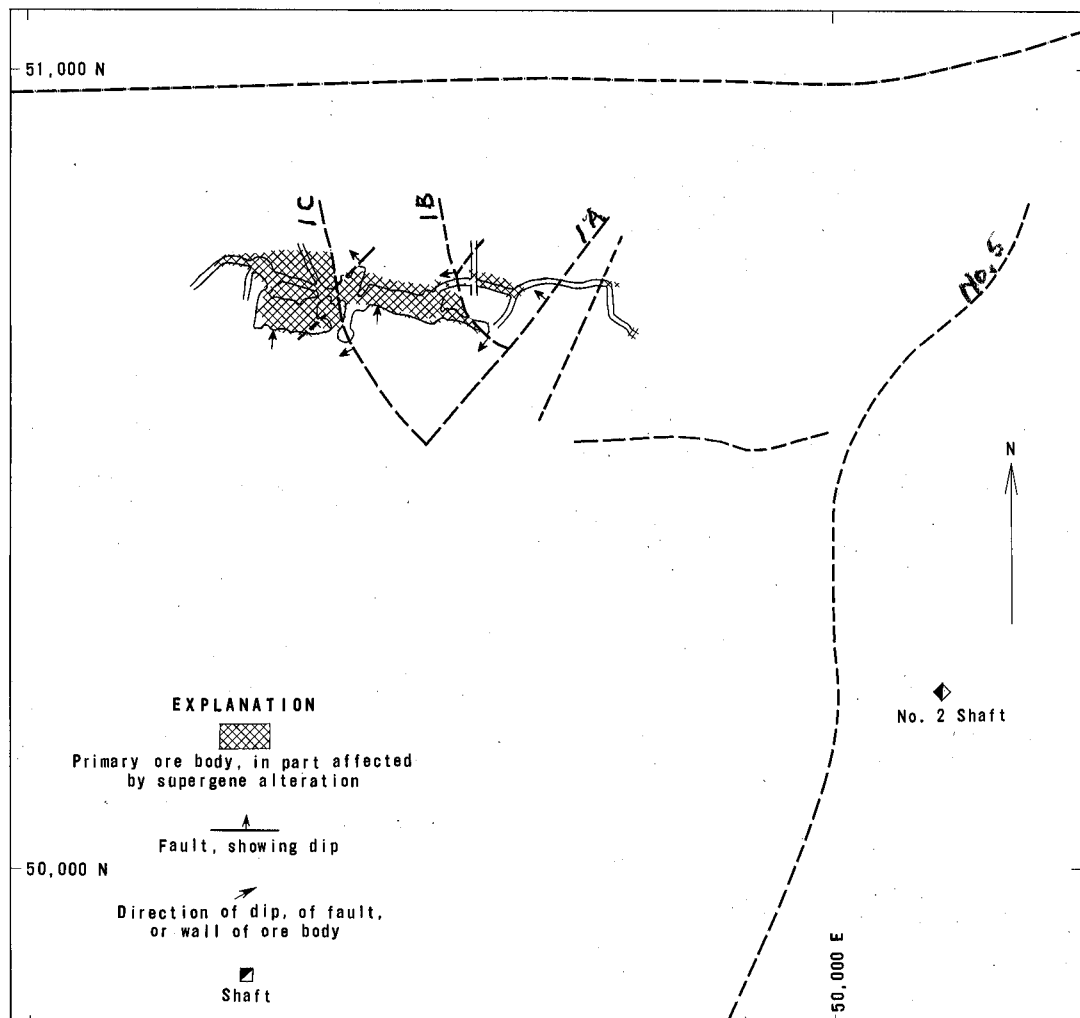 51,000 N
1C
1B
1A
No. 5
N
No. 2 Shaft
EXPLANATION
Primary ore body, in part affected
by supergene alteration
Fault, showing dip
50,000 N
Direction of dip, of fault,
or wall of ore body
Shaft
50,000 E